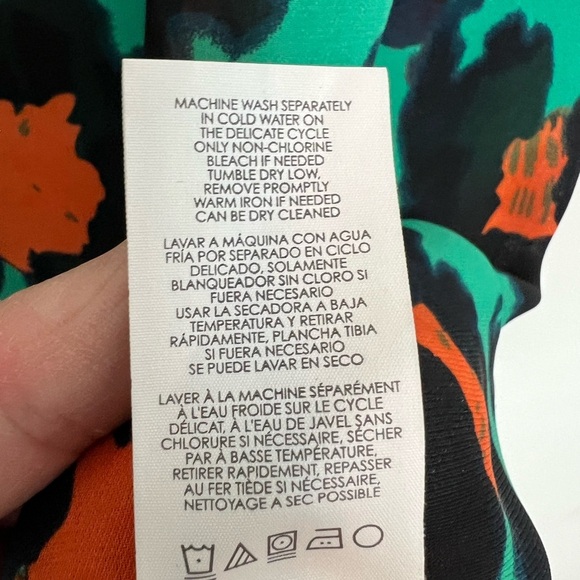 MACHINE WASH SEPARATELY
IN COLD WATER ON
THE DELICATE CYCLE
ONLY NON-CHLORINE
BLEACH IF NEEDED
TUMBLE DRY LOW,
REMOVE PROMPTLY
WARM IRON IF NEEDED
CAN BE DRY CLEANED
LAVAR A MÁQUINA CON AGUA
FRÍA POR SEPARADO EN CICLO
DELICADO, SOLAMENTE
BLANQUEADOR SIN CLORO SI
FUERA NECESARIO
USAR LA SECADORA A BAJA
TEMPERATURA Y RETIRAR
RÁPIDAMENTE, PLANCHA TIBIA
SI FUERA NECESARIO
SE PUEDE LAVAR EN SECO
LAVER À LA MACHINE SÉPARÉMENT
À L'EAU FROIDE SUR LE CYCLE
DÉLICAT, À L'EAU DE JAVEL SANS
CHLORURE SI NÉCESSAIRE, SÉCHER
PAR À BASSE TEMPÉRATURE,
RETIRER RAPIDEMENT, REPASSER
AU FER TIÈDE SI NÉCESSAIRE,
NETTOYAGE A SEC POSSIBLE